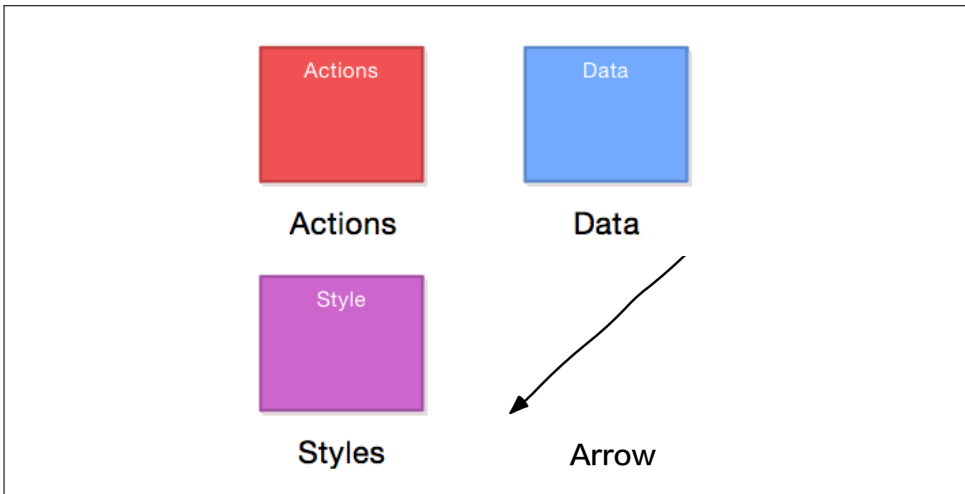 Actions
Data
Actions
Data
Style
Styles
Arrow